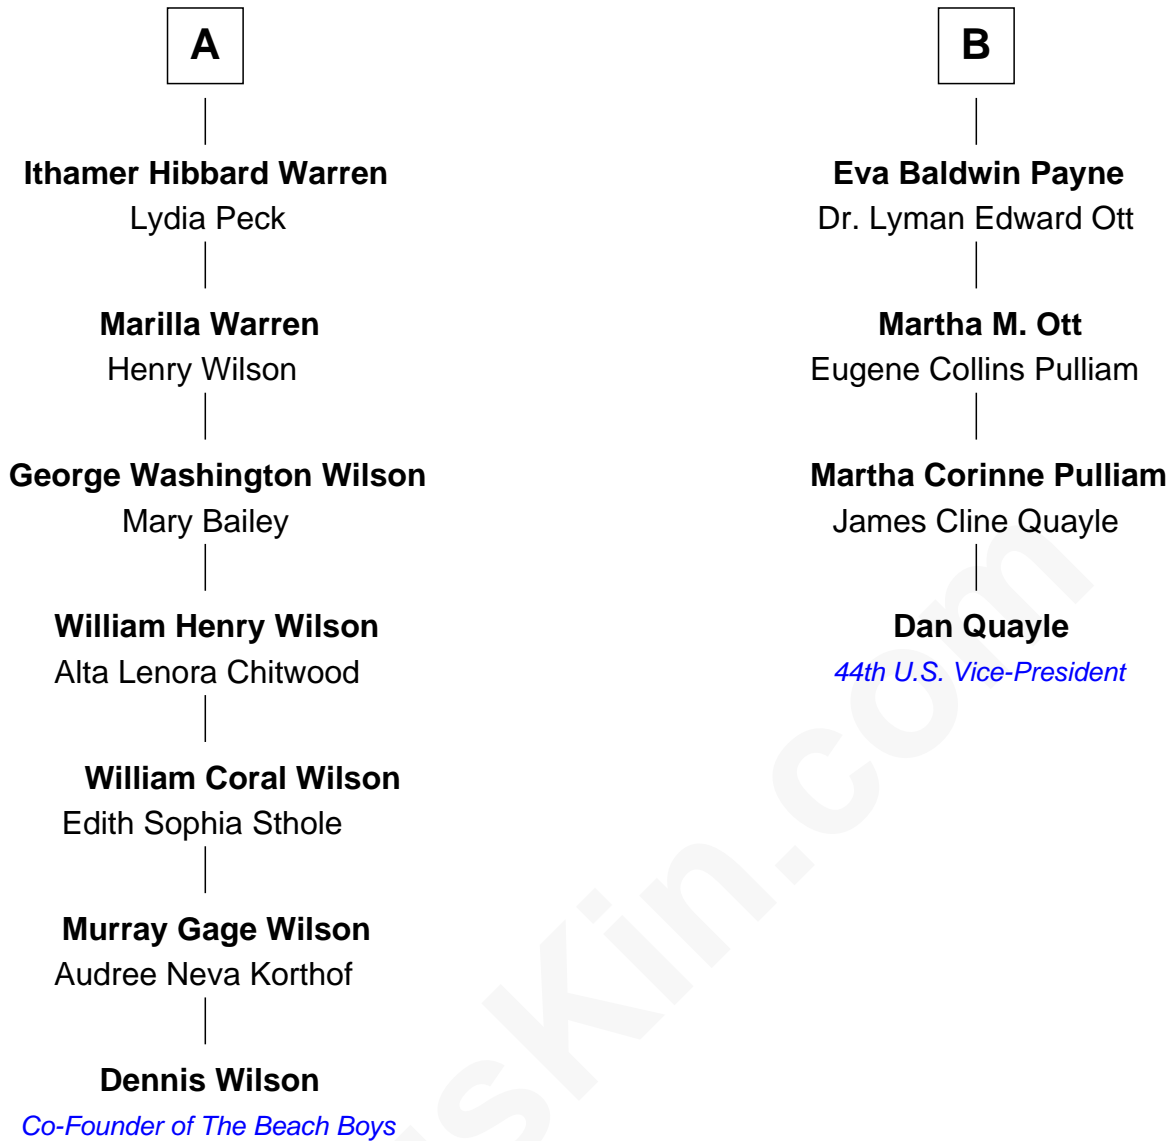 A
Ithamer Hibbard Warren
Lydia Peck
Marilla Warren
Henry Wilson
George Washington Wilson
Mary Bailey
William Henry Wilson
Alta Lenora Chitwood
William Coral Wilson
Edith Sophia Sthole
Murray Gage Wilson
Audree Neva Korthof
Dennis Wilson
Co-Founder of The Beach Boys
B
Eva Baldwin Payne
Dr. Lyman Edward Ott
Martha M. Ott
Eugene Collins Pulliam
Martha Corinne Pulliam
James Cline Quayle
Dan Quayle
44th U.S. Vice-President